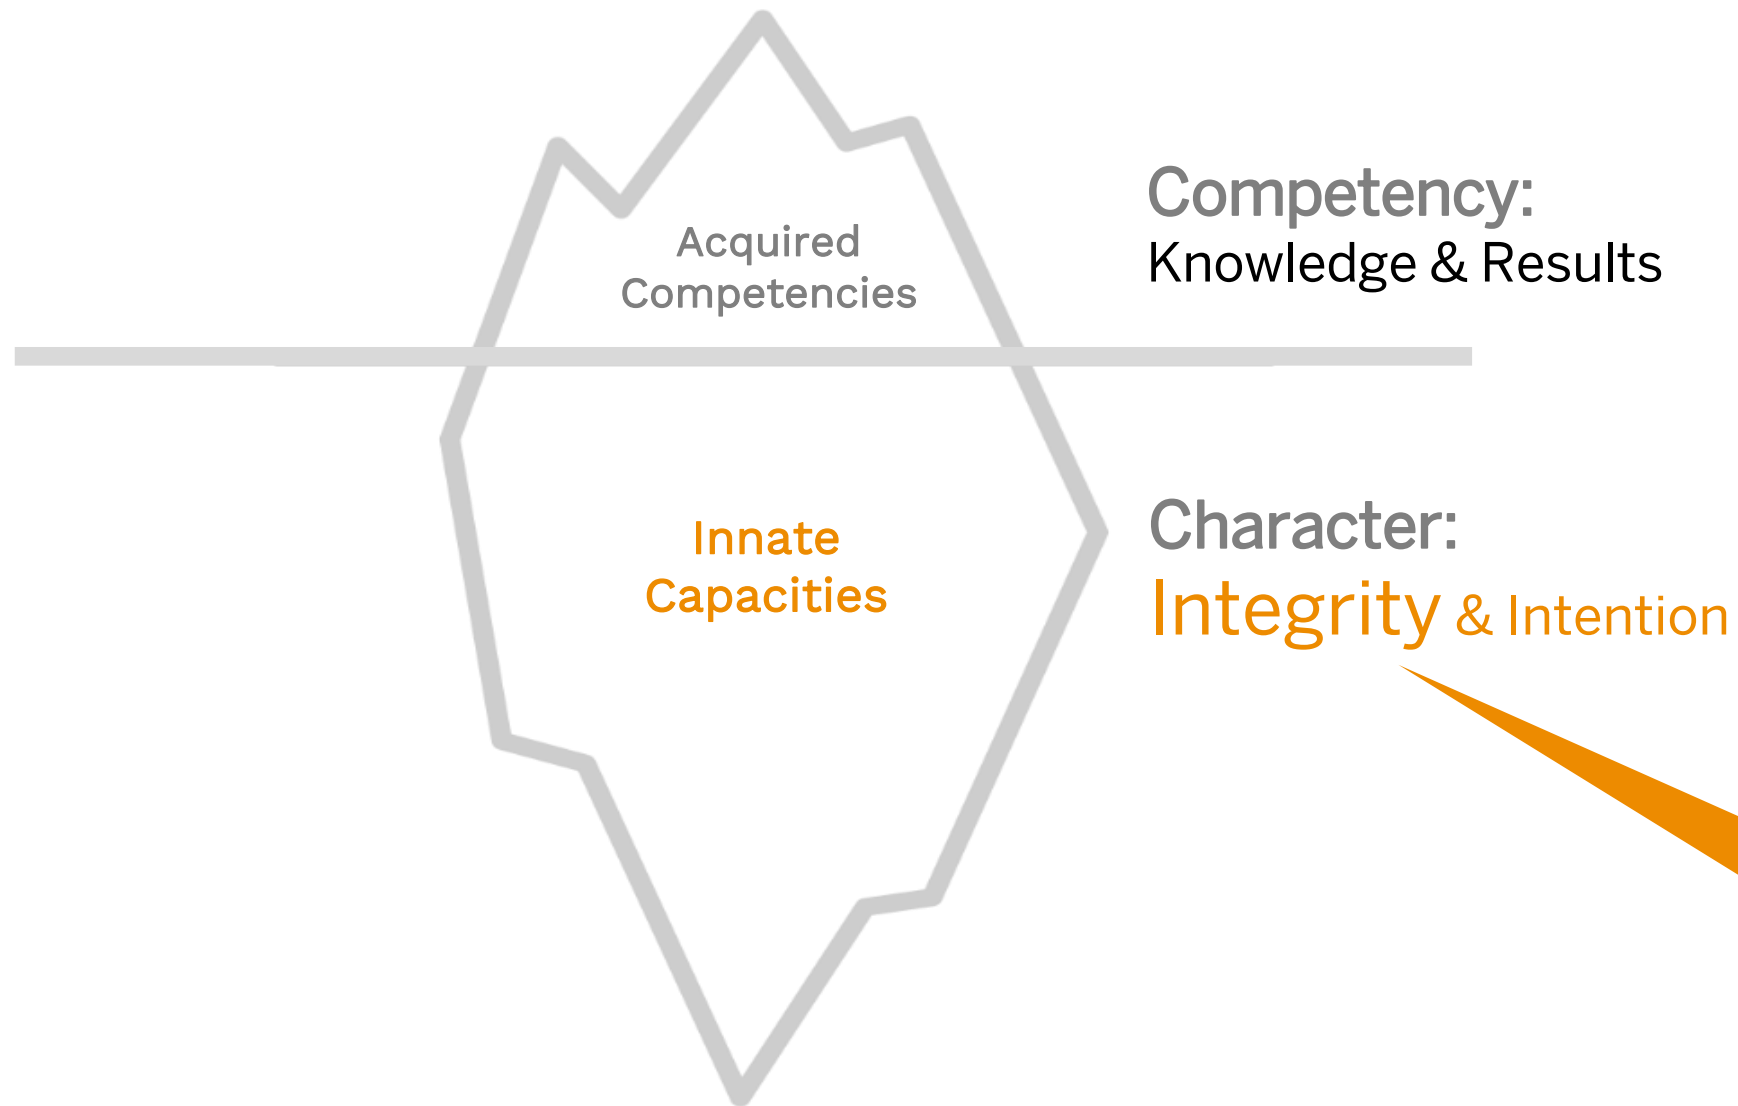 Acquired
Competencies
Competency:
Knowledge & Results
Innate
Capacities
Character:
Integrity & Intention